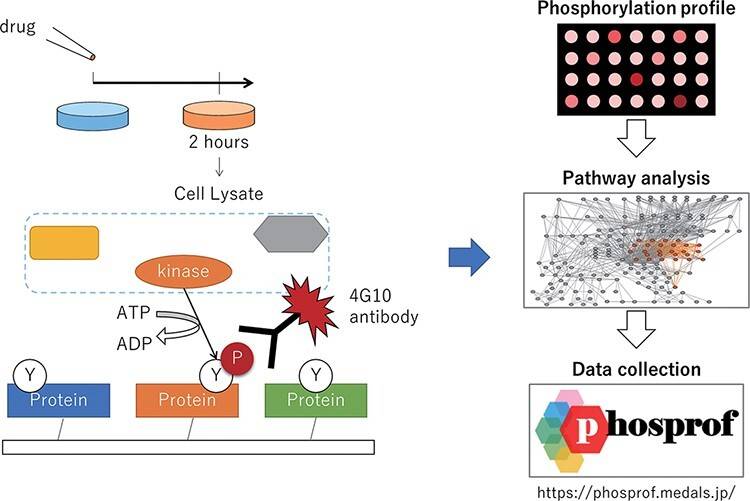 drug
2 hours
Cell Lysate
kinase
ATP
ADP
4G10
antibody
P
Y
Y
Y
Protein
Protein
Protein
Phosphorylation profile
Pathway analysis
Data collection
phosprof
https://phosprof.medals.jp/